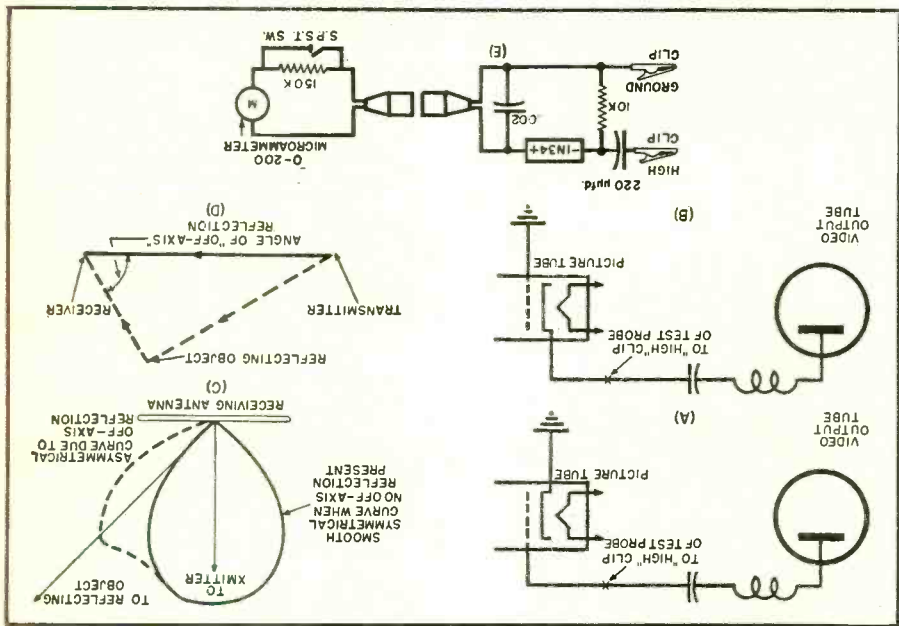 TO REFLECTING
OBJECT
TO
XMITTER
SMOOTH
SYMMETRICAL
CURVE WHEN
NO OFF-AXIS
REFLECTION
PRESENT
ASYMMETRICAL
CURVE DUE TO
OFF-AXIS
REFLECTION
RECEIVING ANTENNA
(C)
VIDEO
OUTPUT
TUBE
TO "HIGH" CLIP
OF TEST PROBE
PICTURE TUBE
(A)
REFLECTING OBJECT
TRANSMITTER
RECEIVER
ANGLE OF "OFF-AXIS"
REFLECTION
(D)
VIDEO
OUTPUT
TUBE
TO "HIGH" CLIP
OF TEST PROBE
PICTURE TUBE
(B)
HIGH
CLIP
220 µµfd.
-IN34+
10K
.002
GROUND
CLIP
(E)
0-200
MICROAMMETER
M
150K
S.P.S.T. SW.